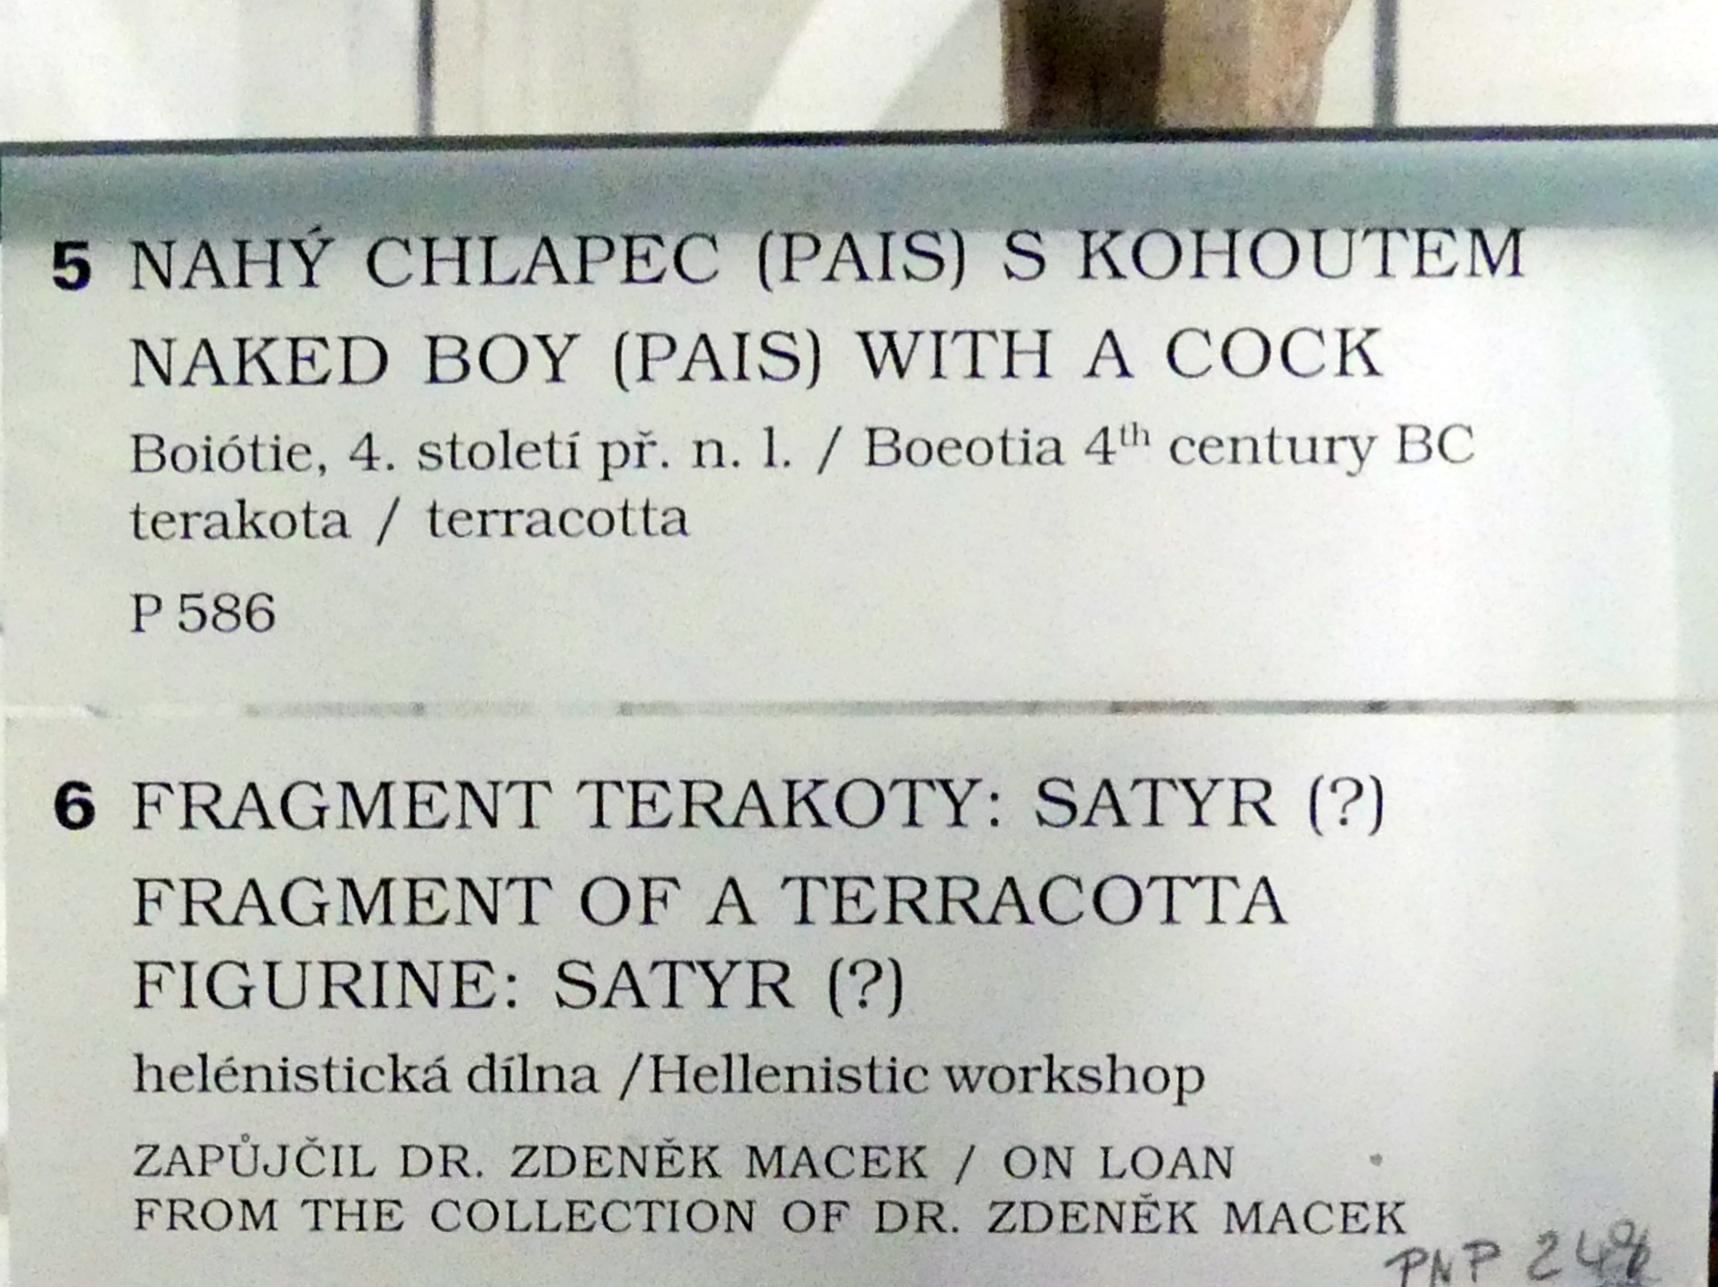 5 NAHÝ CHLAPEC (PAIS) S KOHOUTEM
NAKED BOY (PAIS) WITH A COCK
Boiótie, 4. století př. n. l. / Boeotia 4th century BC
terakota / terracotta
P 586
6 FRAGMENT TERAKOTY: SATYR (?)
FRAGMENT OF A TERRACOTTA
FIGURINE: SATYR (?)
helénistická dílna /Hellenistic workshop
ZAPŮJČIL DR. ZDENĚK MACEK / ON LOAN
FROM THE COLLECTION OF DR. ZDENĚK MACEK
PNP